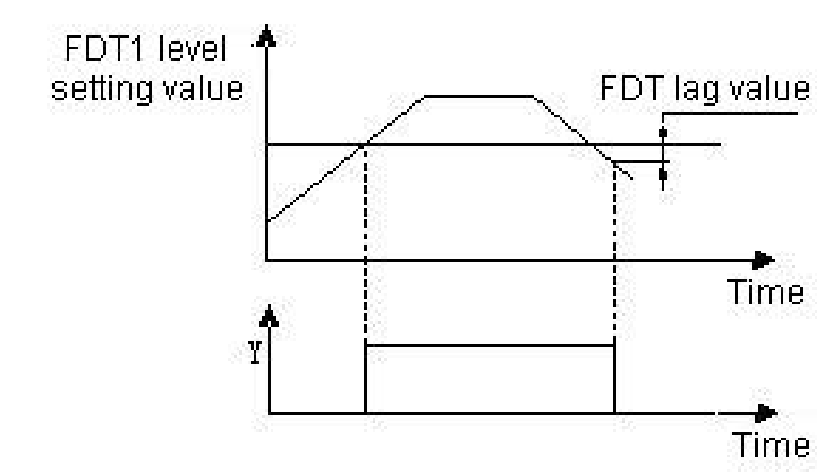 FDT1 level
setting value
FDT lag value
Time
Y
Time